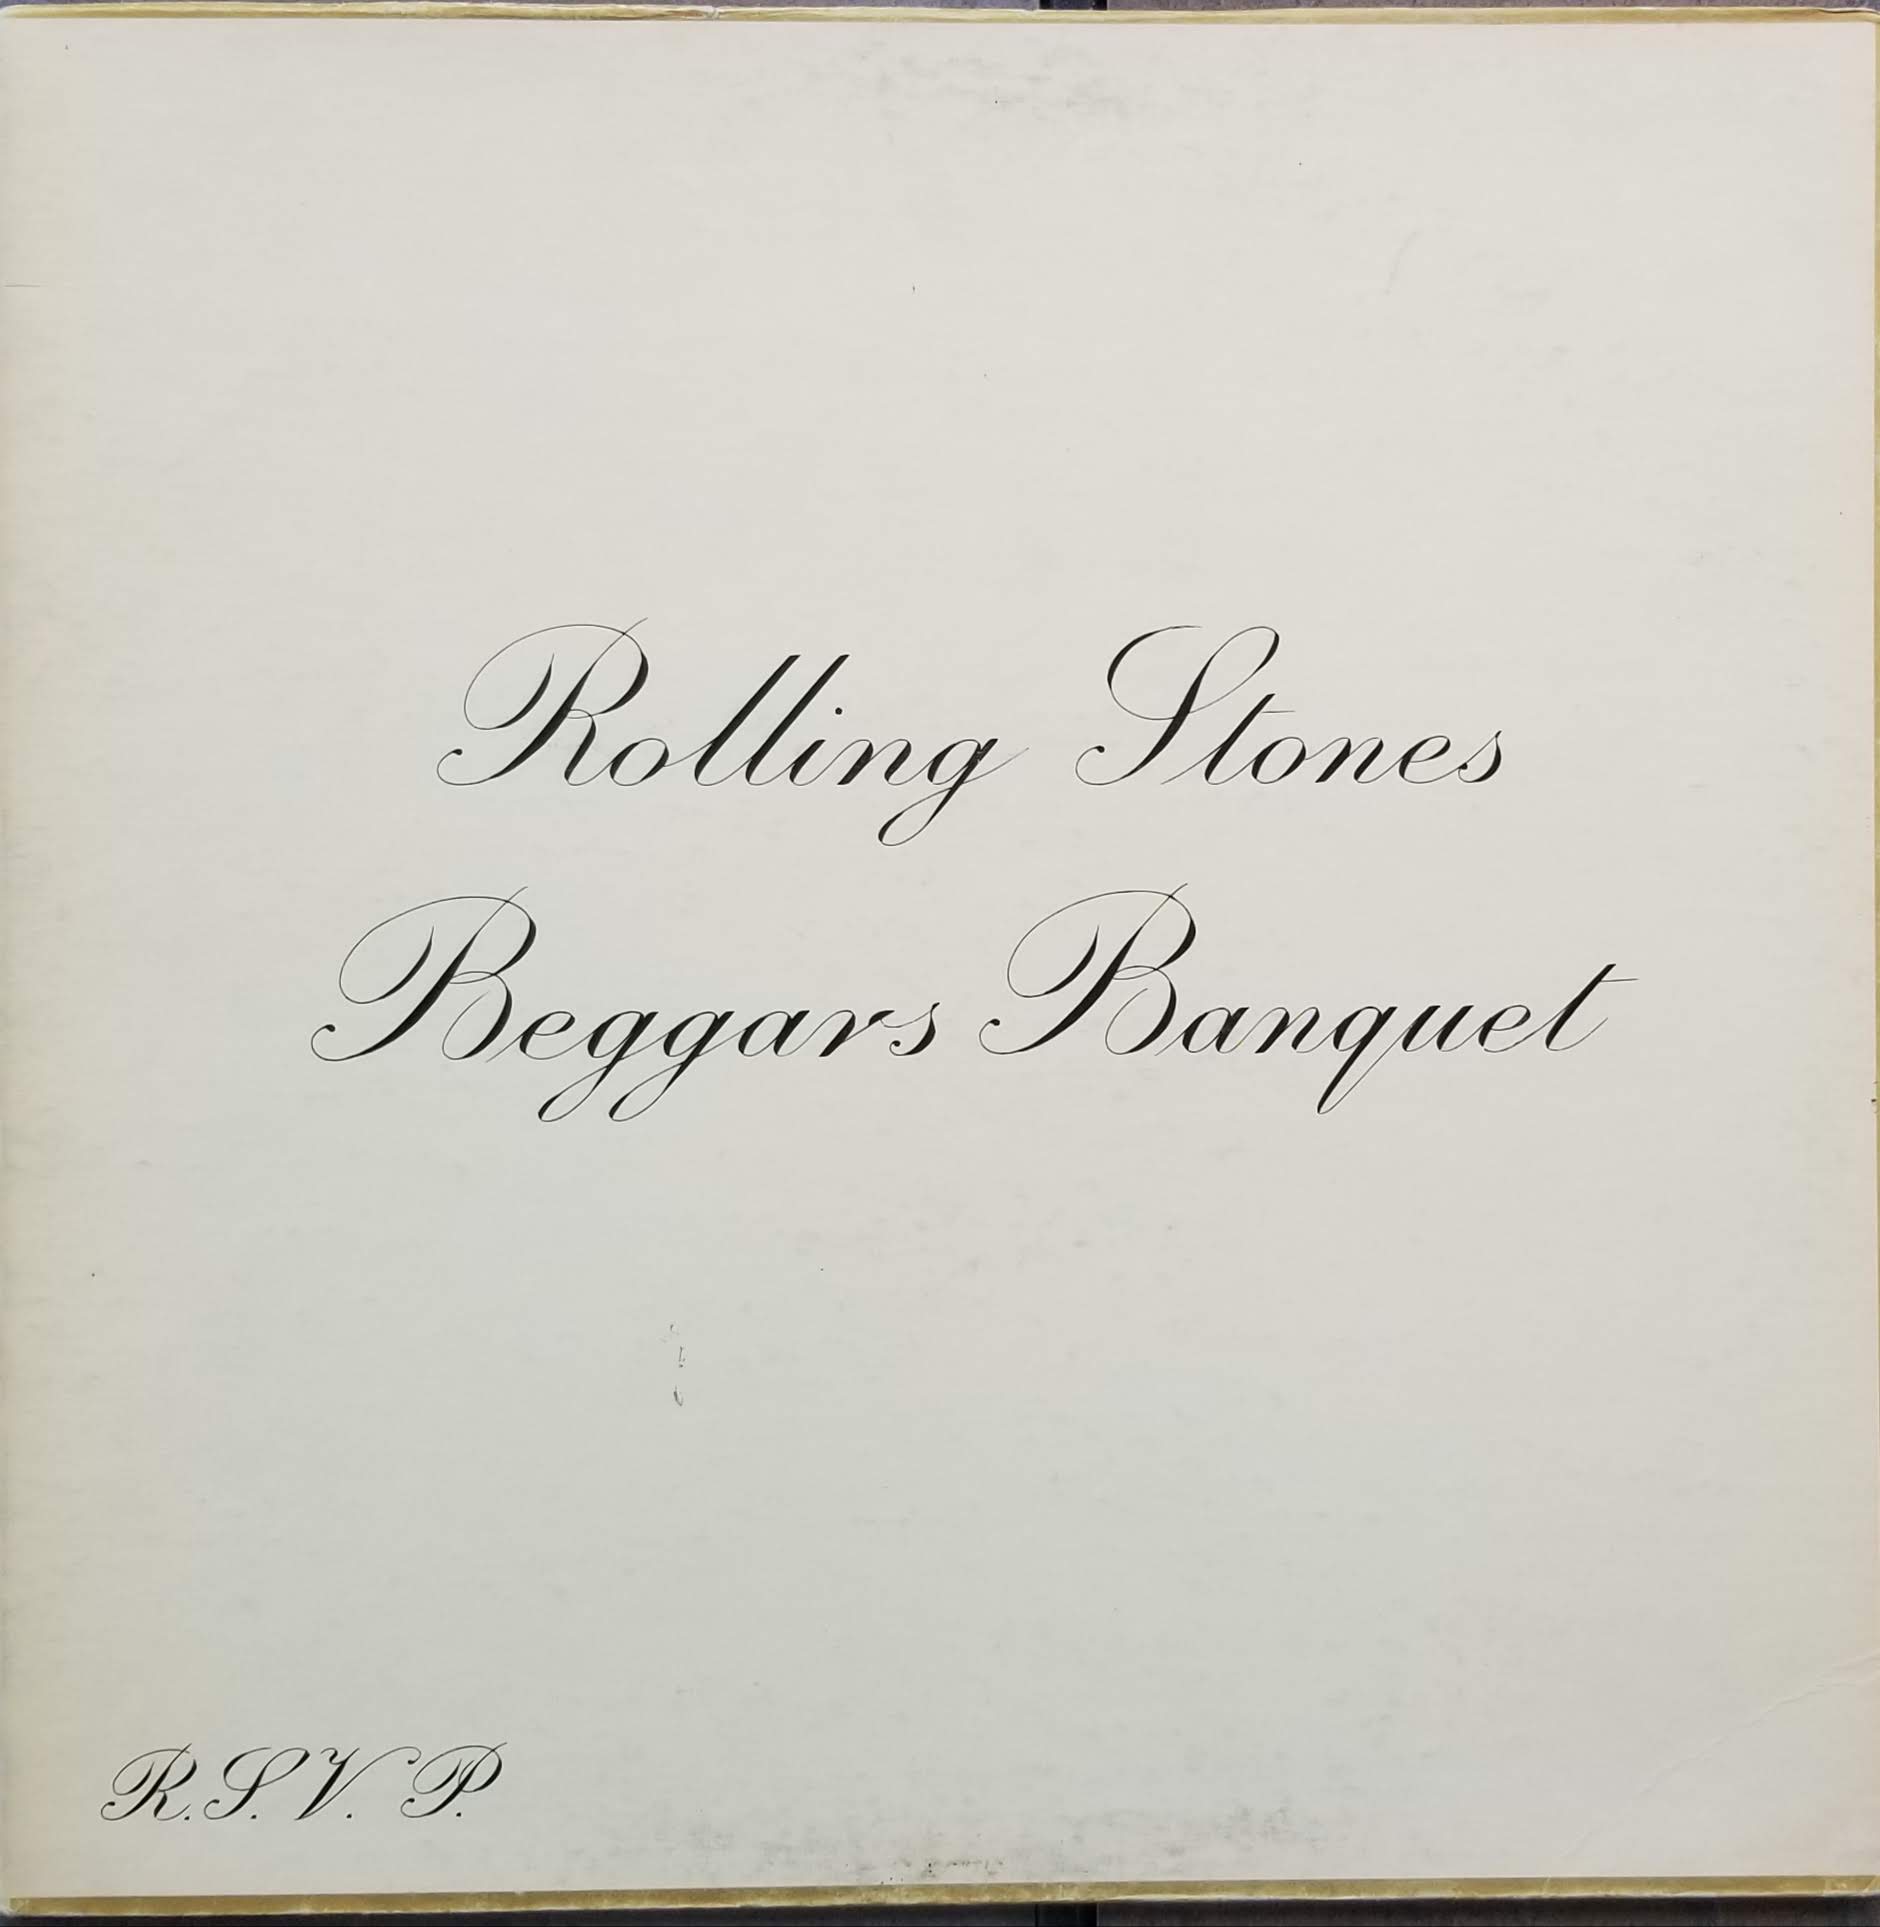 Rolling Stones
Beggars Banquet
R.S.V.P.